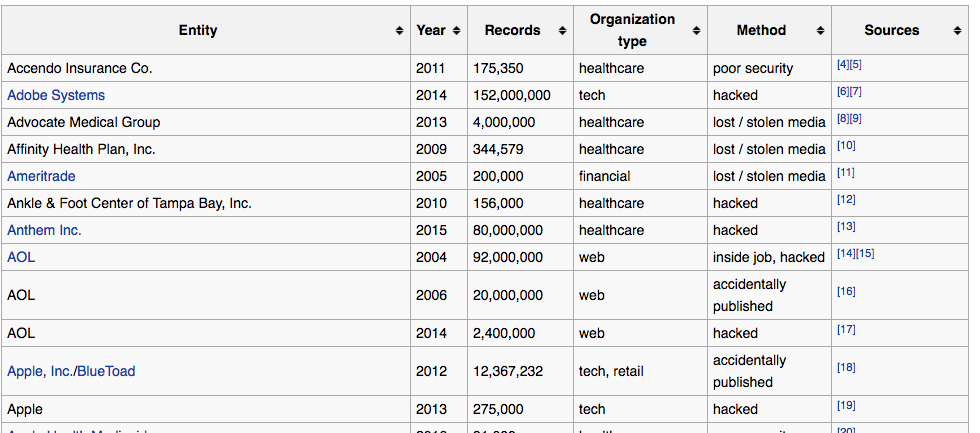 Entity Year Records Organization type Method Sources
Accendo Insurance Co. 2011 175,350 healthcare poor security [4][5]
Adobe Systems 2014 152,000,000 tech hacked [6][7]
Advocate Medical Group 2013 4,000,000 healthcare lost / stolen media [8][9]
Affinity Health Plan, Inc. 2009 344,579 healthcare lost / stolen media [10]
Ameritrade 2005 200,000 financial lost / stolen media [11]
Ankle & Foot Center of Tampa Bay, Inc. 2010 156,000 healthcare hacked [12]
Anthem Inc. 2015 80,000,000 healthcare hacked [13]
AOL 2004 92,000,000 web inside job, hacked [14][15]
AOL 2006 20,000,000 web accidentally published [16]
AOL 2014 2,400,000 web hacked [17]
Apple, Inc./BlueToad 2012 12,367,232 tech, retail accidentally published [18]
Apple 2013 275,000 tech hacked [19]